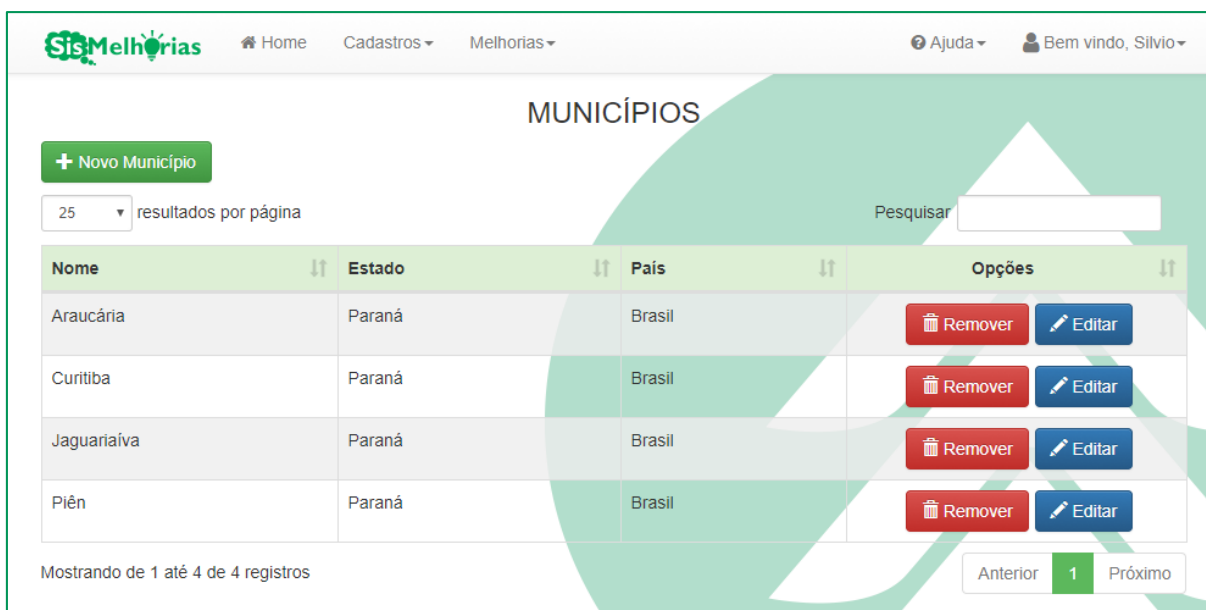 SisMelhorias Home Cadastros Melhorias Ajuda Bem vindo, Silvio
MUNICÍPIOS
Novo Município
25 resultados por página Pesquisar
Nome Estado País Opções
Araucária Paraná Brasil Remover Editar
Curitiba Paraná Brasil Remover Editar
Jaguariaíva Paraná Brasil Remover Editar
Piên Paraná Brasil Remover Editar
Mostrando de 1 até 4 de 4 registros Anterior 1 Próximo